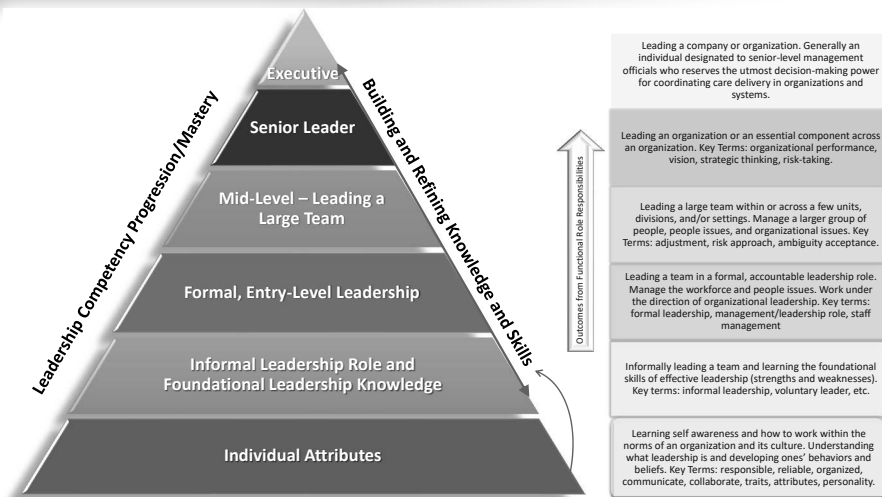 Leadership Competency Progression/Mastery
Executive
Senior Leader
Mid-Level – Leading a
Large Team
Formal, Entry-Level Leadership
Informal Leadership Role and
Foundational Leadership Knowledge
Individual Attributes
Building and Refining Knowledge and Skills
Outcomes from Functional Role Responsibilities
Leading a company or organization. Generally an
individual designated to senior-level management
officials who reserves the utmost decision-making power
for coordinating care delivery in organizations and
systems.
Leading an organization or an essential component across
an organization. Key Terms: organizational performance,
vision, strategic thinking, risk-taking.
Leading a large team within or across a few units,
divisions, and/or settings. Manage a larger group of
people, people issues, and organizational issues. Key
Terms: adjustment, risk approach, ambiguity acceptance.
Leading a team in a formal, accountable leadership role.
Manage the workforce and people issues. Work under
the direction of organizational leadership. Key terms:
formal leadership, management/leadership role, staff
management
Informally leading a team and learning the foundational
skills of effective leadership (strengths and weaknesses).
Key terms: informal leadership, voluntary leader, etc.
Learning self awareness and how to work within the
norms of an organization and its culture. Understanding
what leadership is and developing ones’ behaviors and
beliefs. Key Terms: responsible, reliable, organized,
communicate, collaborate, traits, attributes, personality.